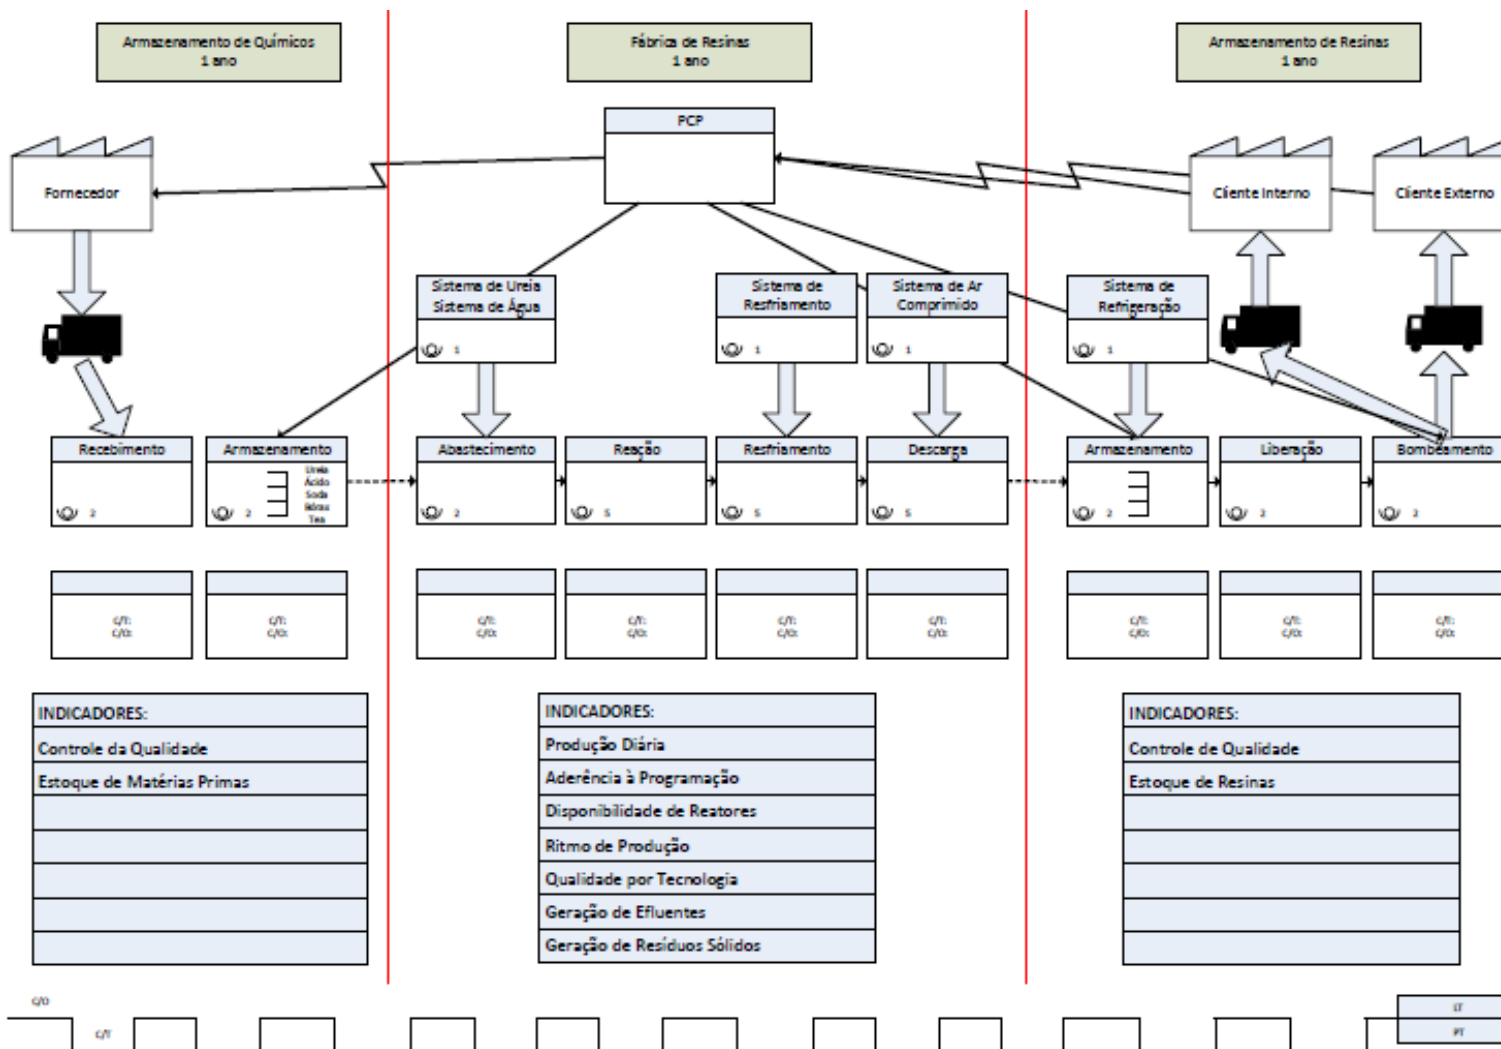 Armazenamento de Químicos
1 ano
Fábrica de Resinas
1 ano
Armazenamento de Resinas
1 ano
PCP
Fornecedor
Cliente Interno
Cliente Externo
Sistema de Ureia
Sistema de Água
1
Sistema de
Resfriamento
1
Sistema de Ar
Comprimido
1
Sistema de
Refrigeração
1
Recebimento
2
Armazenamento
Ureia
Ácido
Soda
Bórax
Tea
2
Abastecimento
2
Reação
5
Resfriamento
5
Descarga
5
Armazenamento
2
Liberação
2
Bombeamento
2
C/T:
C/O:
C/T:
C/O:
C/T:
C/O:
C/T:
C/O:
C/T:
C/O:
C/T:
C/O:
C/T:
C/O:
C/T:
C/O:
C/T:
C/O:
INDICADORES:
Controle da Qualidade
Estoque de Matérias Primas
INDICADORES:
Produção Diária
Aderência à Programação
Disponibilidade de Reatores
Ritmo de Produção
Qualidade por Tecnologia
Geração de Efluentes
Geração de Resíduos Sólidos
INDICADORES:
Controle de Qualidade
Estoque de Resinas
C/O
C/T
LT
PT